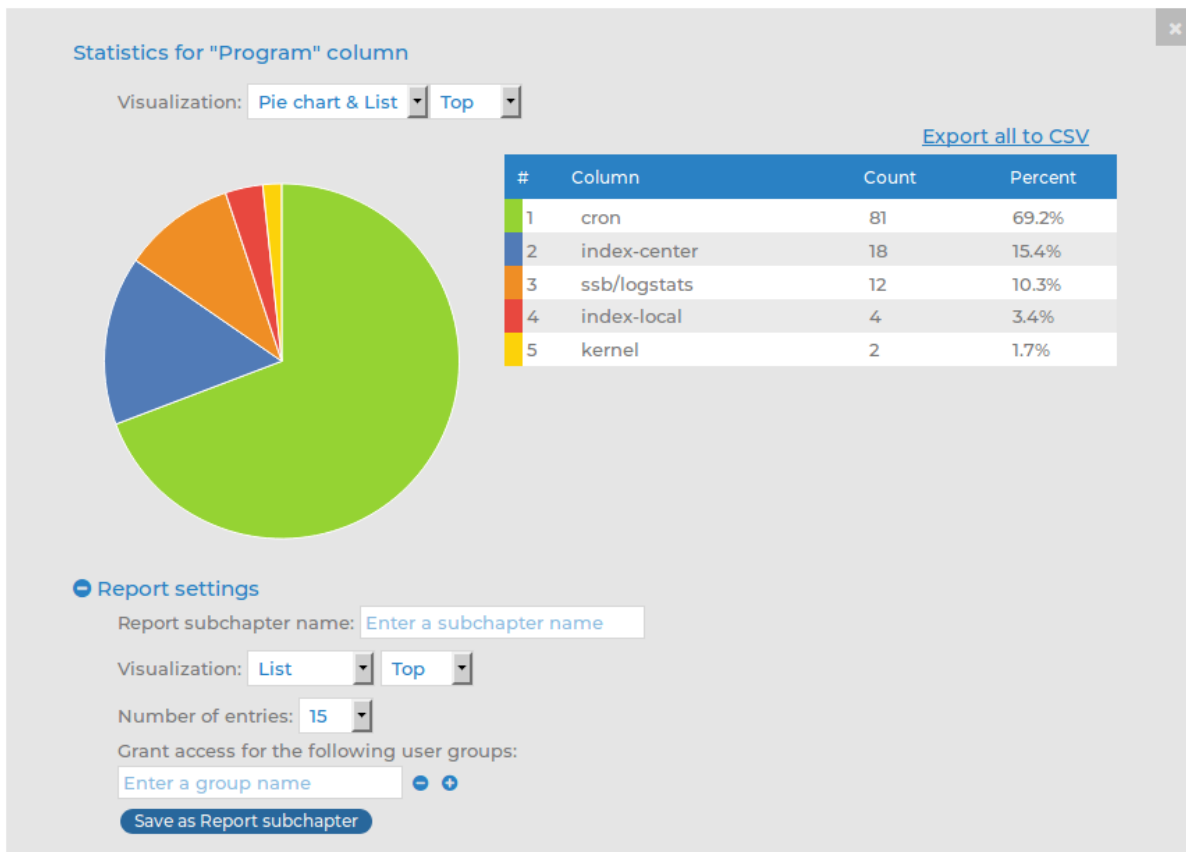 Statistics for "Program" column
Visualization: Pie chart & List Top
Export all to CSV
# Column Count Percent
1 cron 81 69.2%
2 index-center 18 15.4%
3 ssb/logstats 12 10.3%
4 index-local 4 3.4%
5 kernel 2 1.7%
Report settings
Report subchapter name: Enter a subchapter name
Visualization: List Top
Number of entries: 15
Grant access for the following user groups:
Enter a group name
Save as Report subchapter